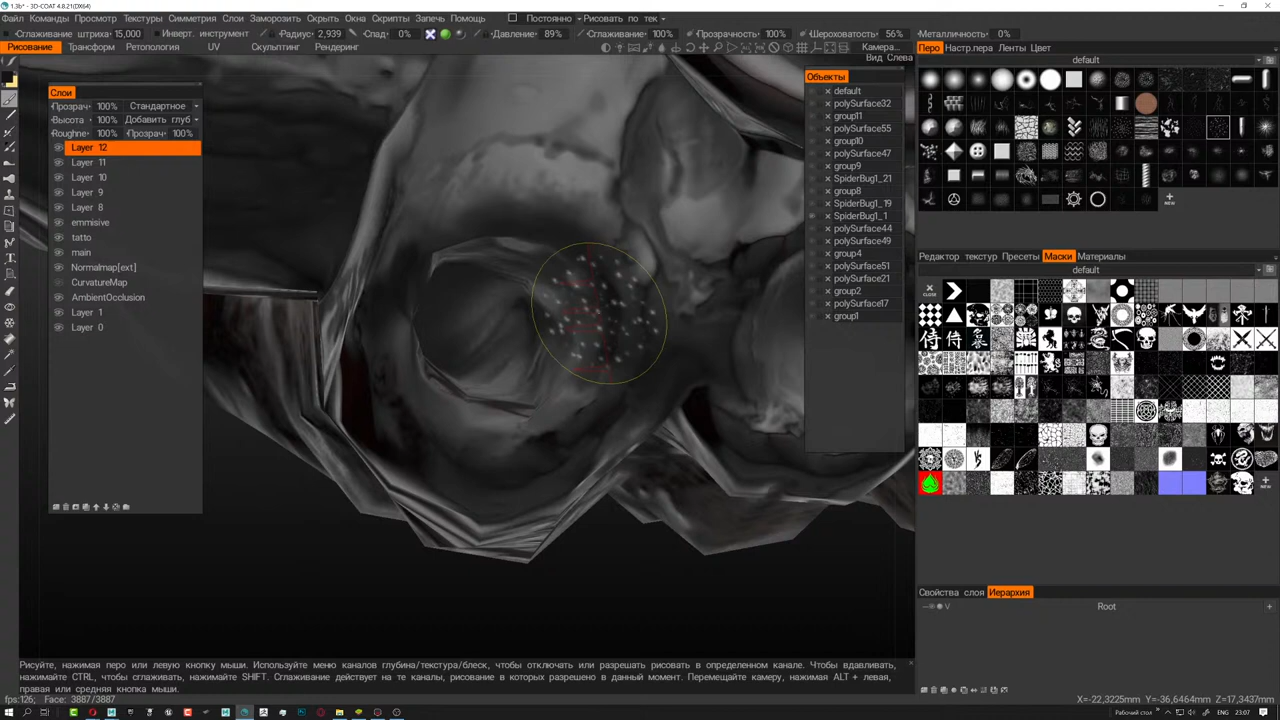 1.3b* - 3D-COAT 4.8.21(DX64)
Файл Команды Просмотр Текстуры Симметрия Слои Заморозить Скрыть Окна Скрипты Запечь Помощь Постоянно Рисовать по тек
Сглаживание штриха 15,000 Инверт. инструмент Радиус 2,939 Спад 0% Давление 89% Сглаживание 100% Прозрачность 100% Шероховатость 56% Металличность 0%
Рисование Трансформ Ретопология UV Скульптинг Рендеринг Камера...
Вид Слева
Перо Настр.пера Ленты Цвет
default
Слои
Прозрач 100% Стандартное
Высота 100% Добавить глуб
Roughne 100% Прозрач 100%
Layer 12
Layer 11
Layer 10
Layer 9
Layer 8
emmisive
tatto
main
Normalmap[ext]
CurvatureMap
AmbientOcclusion
Layer 1
Layer 0
Объекты
default
polySurface32
group11
polySurface55
group10
polySurface47
group9
SpiderBug1_21
group8
SpiderBug1_19
SpiderBug1_1
polySurface44
polySurface49
group4
polySurface51
polySurface21
group2
polySurface17
group1
NEW
Редактор текстур Пресеты Маски Материалы
default
CLOSE
NEW
Свойства слоя Иерархия
V Root +
Рисуйте, нажимая перо или левую кнопку мыши. Используйте меню каналов глубина/текстура/блеск, чтобы отключить или разрешать рисовать в определенном канале. Чтобы вдавливать,
нажимайте CTRL, чтобы сглаживать, нажимайте SHIFT. Сглаживание действует на те каналы, рисование в которых разрешено в данный момент. Перемещайте камеру, нажимая ALT + левая,
правая или средняя кнопка мыши.
fps:126; Face: 3887/3887
X=-22,3225mm Y=-36,6464mm Z=17,3437mm
Рабочий стол ENG 23:07